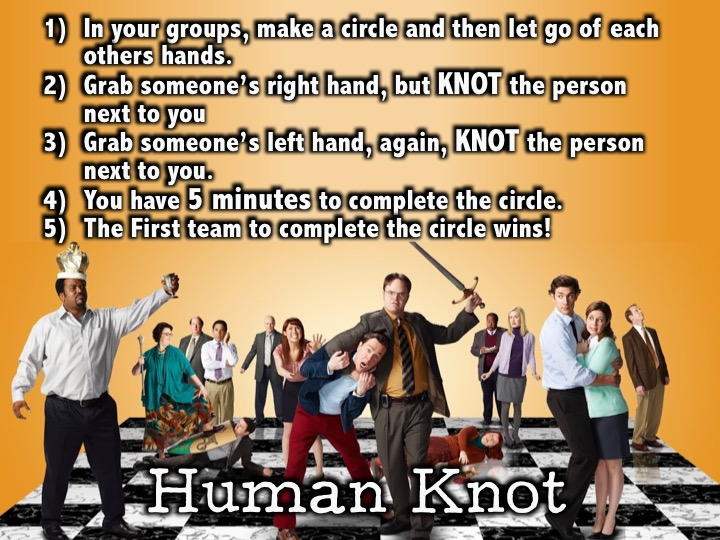 1) In your groups, make a circle and then let go of each
others hands.
2) Grab someone's right hand, but KNOT the person
next to you
3) Grab someone's left hand, again, KNOT the person
next to you.
4) You have 5 minutes to complete the circle.
5) The First team to complete the circle wins!
Human Knot